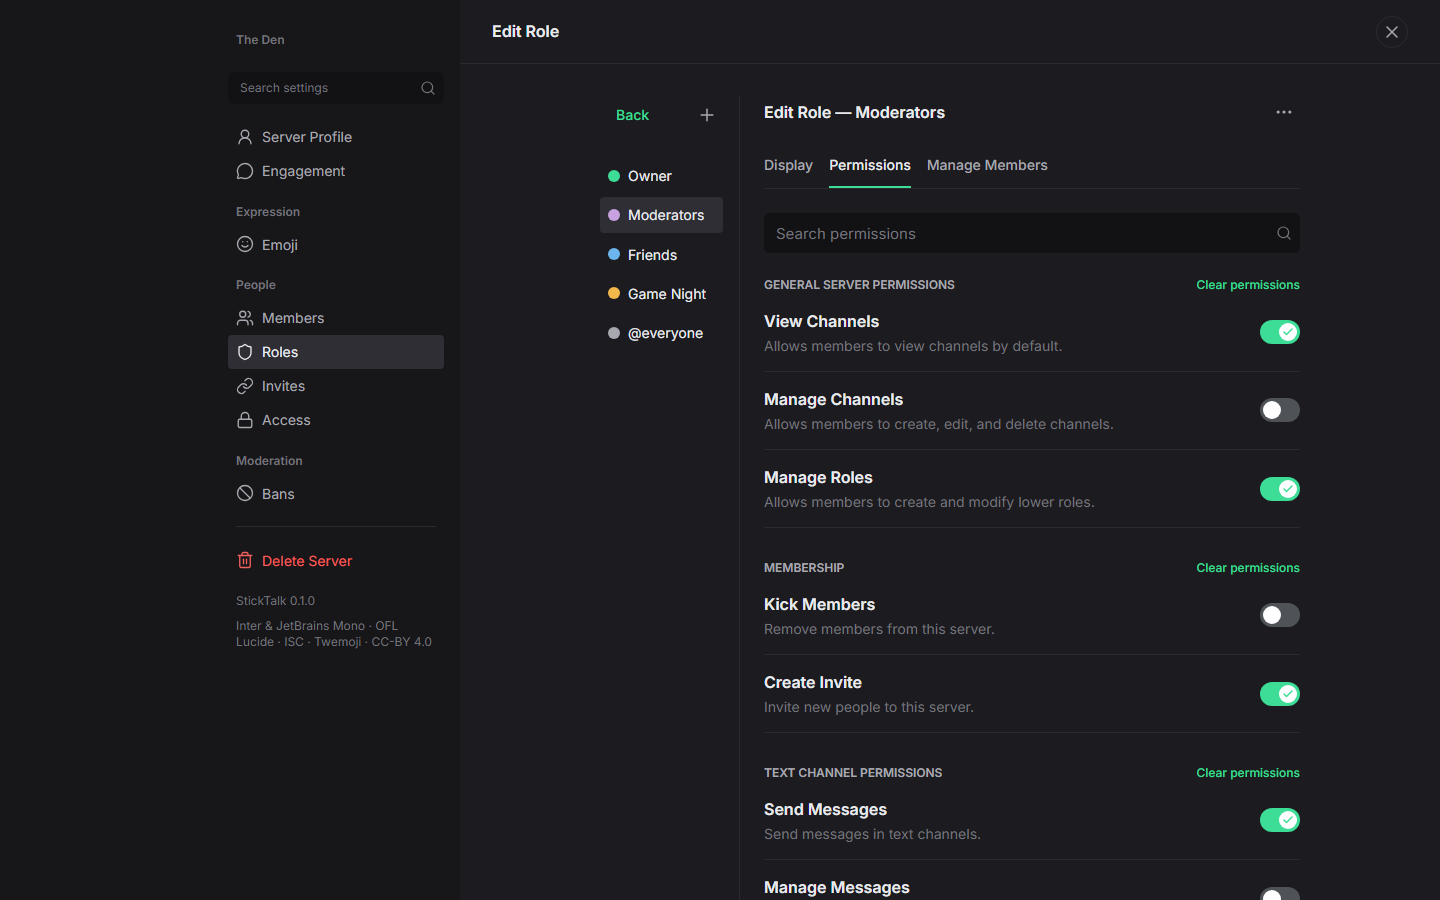 The Den
Search settings
Server Profile
Engagement
Expression
Emoji
People
Members
Roles
Invites
Access
Moderation
Bans
Delete Server
StickTalk 0.1.0
Inter & JetBrains Mono · OFL
Lucide · ISC · Twemoji · CC-BY 4.0
Edit Role
Back
Owner
Moderators
Friends
Game Night
@everyone
Edit Role — Moderators
Display Permissions Manage Members
Search permissions
GENERAL SERVER PERMISSIONS Clear permissions
View Channels
Allows members to view channels by default.
Manage Channels
Allows members to create, edit, and delete channels.
Manage Roles
Allows members to create and modify lower roles.
MEMBERSHIP Clear permissions
Kick Members
Remove members from this server.
Create Invite
Invite new people to this server.
TEXT CHANNEL PERMISSIONS Clear permissions
Send Messages
Send messages in text channels.
Manage Messages